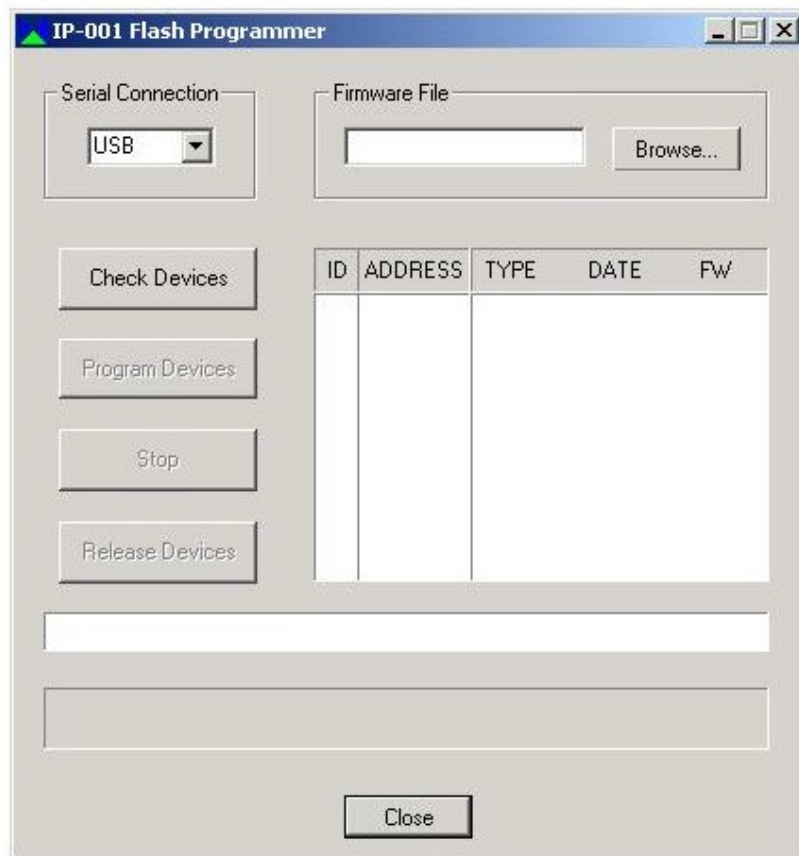 IP-001 Flash Programmer
Serial Connection
Firmware File
USB
Browse...
Check Devices
ID ADDRESS TYPE DATE FW
Program Devices
Stop
Release Devices
Close